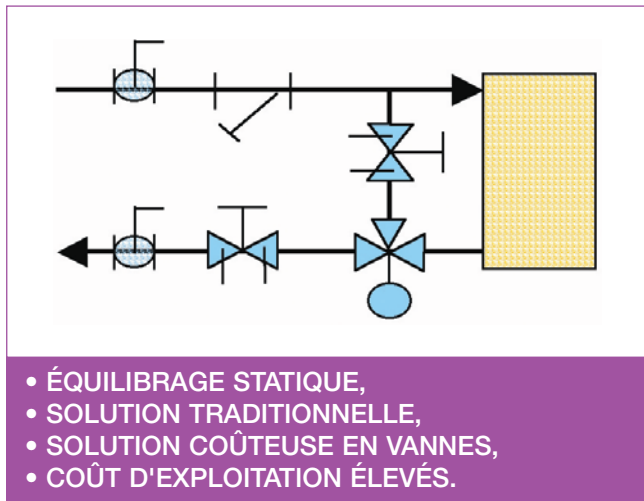 • ÉQUILIBRAGE STATIQUE,
• SOLUTION TRADITIONNELLE,
• SOLUTION COÛTEUSE EN VANNES,
• COÛT D'EXPLOITATION ÉLEVÉS.